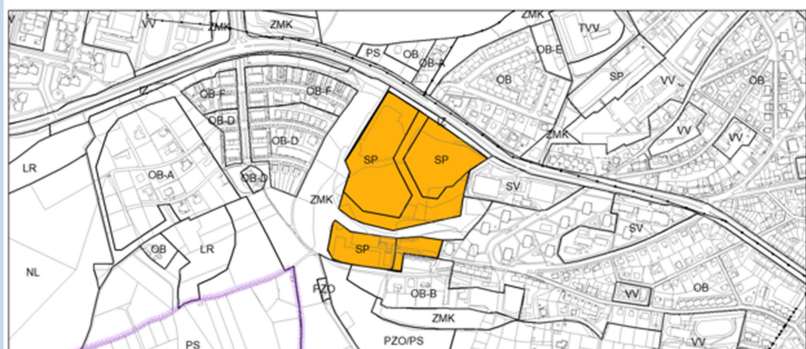 V
VV
ZMK
ZMK
ZMK
TVV
PS
OB
OB-A
OB-E
OB
SP
VV
OB
IZ
OB-F
OB-F
IZ
OB-D
OB-D
ZMK
VV
VV
SP
SP
LR
OB-A
OB-D
SV
ZMK
SV
OB
LR
SP
NL
PZO
OB-B
VV
OB
ZMK
PS
PZO/PS
VV